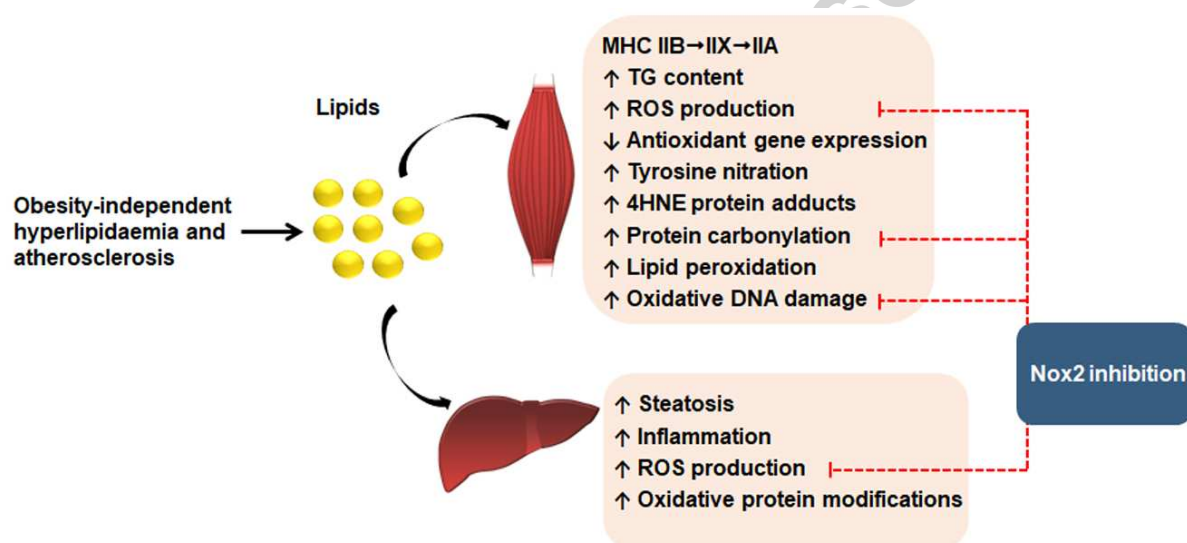 Obesity-independent
hyperlipidaemia and
atherosclerosis
Lipids
MHC IIB→IIX→IIA
↑ TG content
↑ ROS production
↓ Antioxidant gene expression
↑ Tyrosine nitration
↑ 4HNE protein adducts
↑ Protein carbonylation
↑ Lipid peroxidation
↑ Oxidative DNA damage
Nox2 inhibition
↑ Steatosis
↑ Inflammation
↑ ROS production
↑ Oxidative protein modifications